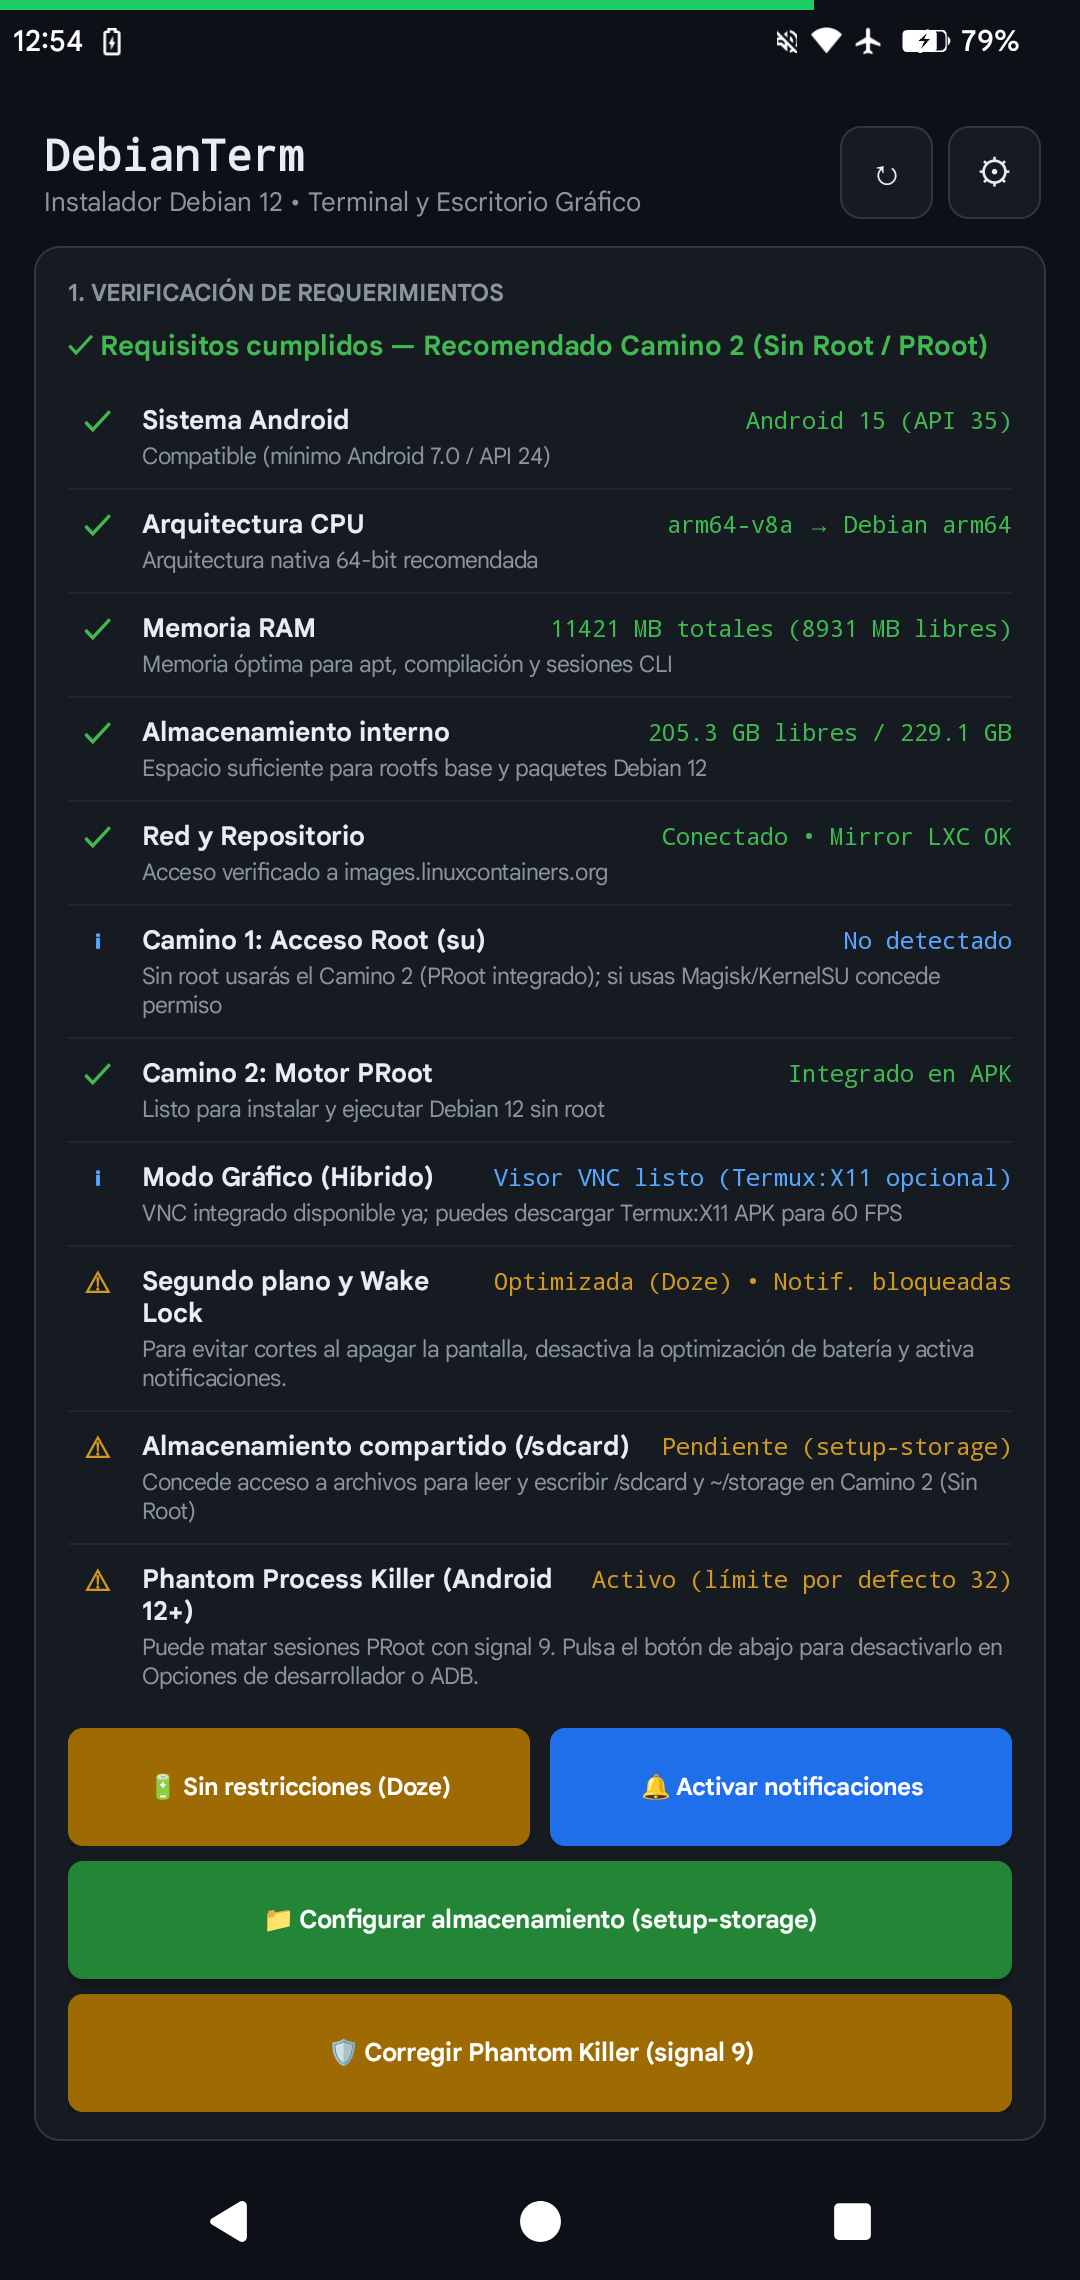 12:54
79%
DebianTerm
Instalador Debian 12 • Terminal y Escritorio Gráfico
1. VERIFICACIÓN DE REQUERIMIENTOS
✓ Requisitos cumplidos — Recomendado Camino 2 (Sin Root / PRoot)
Sistema Android
Android 15 (API 35)
Compatible (mínimo Android 7.0 / API 24)
Arquitectura CPU
arm64-v8a → Debian arm64
Arquitectura nativa 64-bit recomendada
Memoria RAM
11421 MB totales (8931 MB libres)
Memoria óptima para apt, compilación y sesiones CLI
Almacenamiento interno
205.3 GB libres / 229.1 GB
Espacio suficiente para rootfs base y paquetes Debian 12
Red y Repositorio
Conectado • Mirror LXC OK
Acceso verificado a images.linuxcontainers.org
Camino 1: Acceso Root (su)
No detectado
Sin root usarás el Camino 2 (PRoot integrado); si usas Magisk/KernelSU concede
permiso
Camino 2: Motor PRoot
Integrado en APK
Listo para instalar y ejecutar Debian 12 sin root
Modo Gráfico (Híbrido)
Visor VNC listo (Termux:X11 opcional)
VNC integrado disponible ya; puedes descargar Termux:X11 APK para 60 FPS
Segundo plano y Wake
Lock
Optimizada (Doze) • Notif. bloqueadas
Para evitar cortes al apagar la pantalla, desactiva la optimización de batería y activa
notificaciones.
Almacenamiento compartido (/sdcard)
Pendiente (setup-storage)
Concede acceso a archivos para leer y escribir /sdcard y ~/storage en Camino 2 (Sin
Root)
Phantom Process Killer (Android
12+)
Activo (límite por defecto 32)
Puede matar sesiones PRoot con signal 9. Pulsa el botón de abajo para desactivarlo en
Opciones de desarrollador o ADB.
🔋 Sin restricciones (Doze)
🔔 Activar notificaciones
📁 Configurar almacenamiento (setup-storage)
🛡️ Corregir Phantom Killer (signal 9)